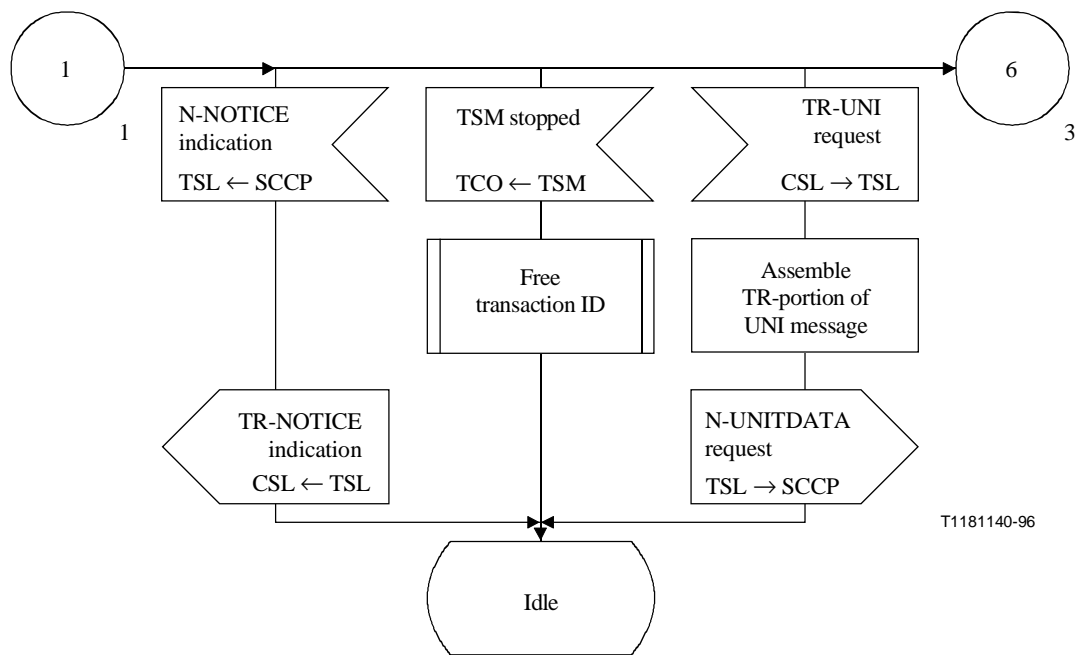 1
6
1
3
N-NOTICE
indication
TSL ← SCCP
TSM stopped
TCO ← TSM
TR-UNI
request
CSL → TSL
Free
transaction ID
Assemble
TR-portion of
UNI message
TR-NOTICE
indication
CSL ← TSL
N-UNITDATA
request
TSL → SCCP
T1181140-96
Idle